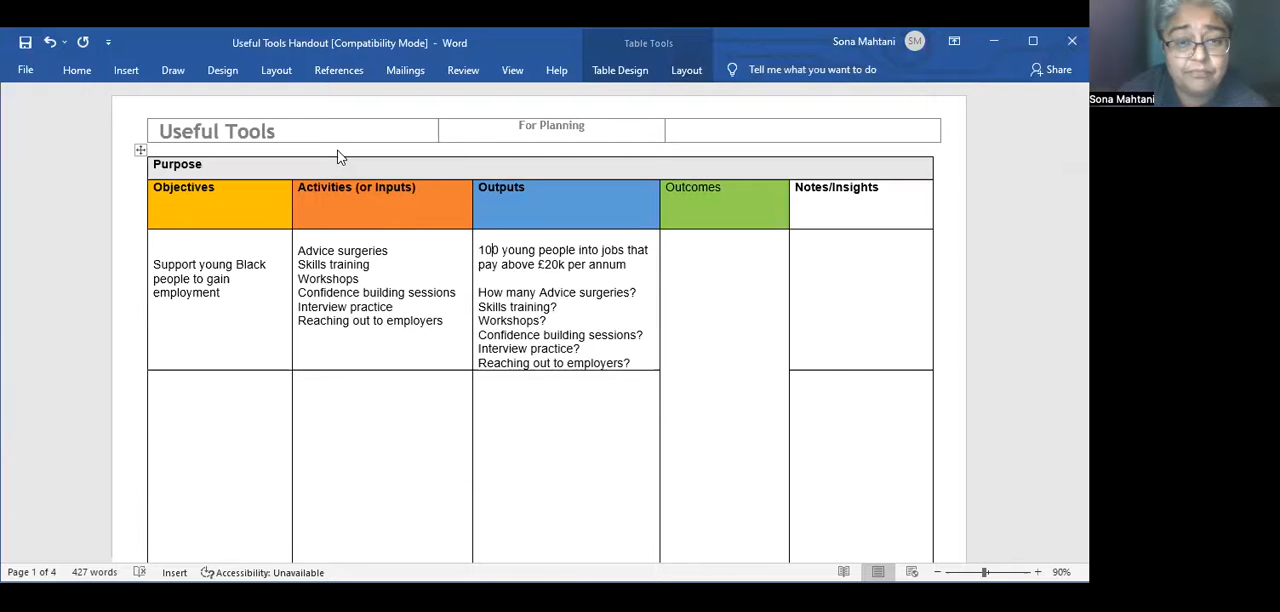 Useful Tools Handout [Compatibility Mode] - Word
Table Tools
Sona Mahtani
SM
File
Home
Insert
Draw
Design
Layout
References
Mailings
Review
View
Help
Table Design
Layout
Tell me what you want to do
Share
Sona Mahtani
Useful Tools
For Planning
Purpose
Objectives
Activities (or Inputs)
Outputs
Outcomes
Notes/Insights
Support young Black
people to gain
employment
Advice surgeries
Skills training
Workshops
Confidence building sessions
Interview practice
Reaching out to employers
100 young people into jobs that
pay above £20k per annum
How many Advice surgeries?
Skills training?
Workshops?
Confidence building sessions?
Interview practice?
Reaching out to employers?
Page 1 of 4
427 words
Insert
Accessibility: Unavailable
90%